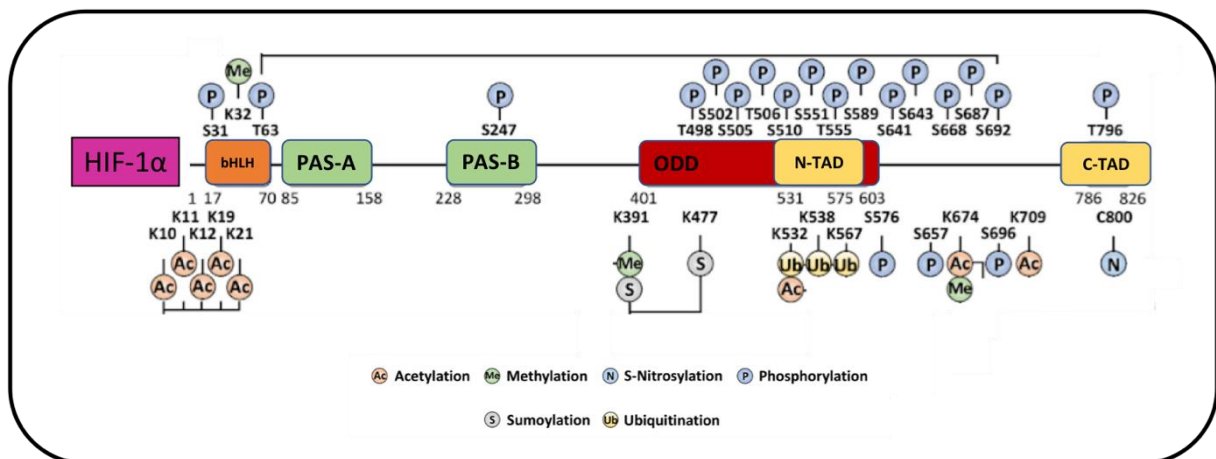 Me P P P P P P P P
P K32 P P P P P P P P P P
S31 T63 S247 S502 T506 S551 S589 S643 S687 T796
T498 S505 S510 T555 S641 S668 S692
HIF-1α bHLH PAS-A PAS-B ODD N-TAD C-TAD
1 17 70 85 158 228 298 401 531 575 603 786 826
K11 K19 K391 K477 K538 S576 K674 K709 C800
K10 K12 K21 K532 K567 S657 S696
Ac Ac Me S Ub Ub Ub P P Ac P Ac N
Ac Ac Ac S Ac Me
Ac Acetylation Me Methylation N S-Nitrosylation P Phosphorylation
S Sumoylation Ub Ubiquitination